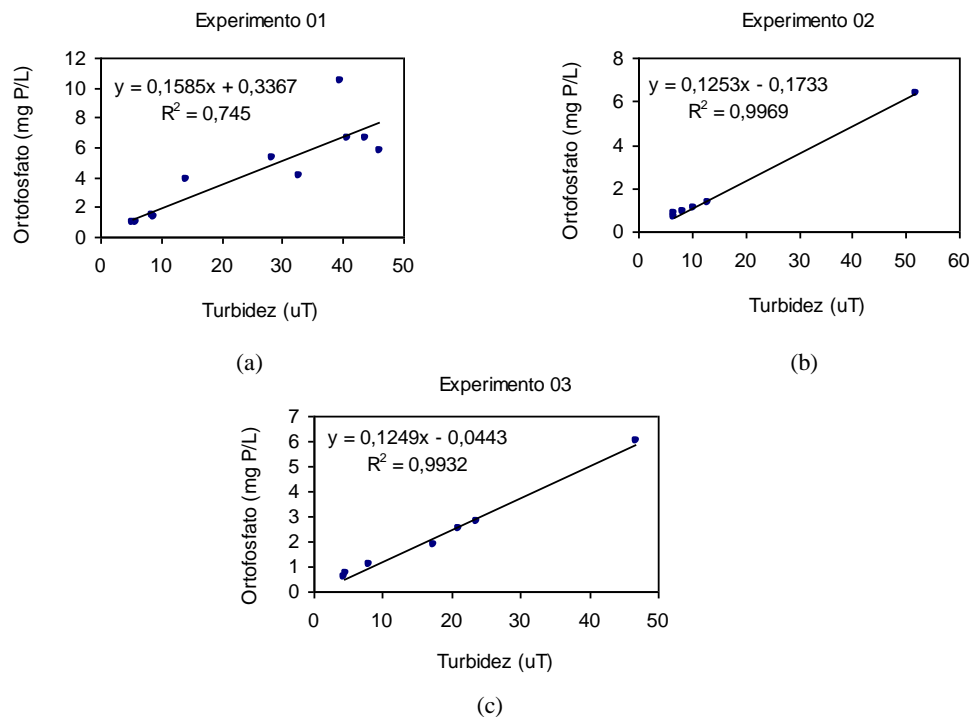 Experimento 01
12
10
8
6
4
2
0
y = 0,1585x + 0,3367
R² = 0,745
0 10 20 30 40 50
Ortofosfato (mg P/L)
Turbidez (uT)
(a)
Experimento 02
8
6
4
2
0
y = 0,1253x - 0,1733
R² = 0,9969
0 10 20 30 40 50 60
Ortofosfato (mg P/L)
Turbidez (uT)
(b)
Experimento 03
7
6
5
4
3
2
1
0
y = 0,1249x - 0,0443
R² = 0,9932
0 10 20 30 40 50
Ortofosfato (mg P/L)
Turbidez (uT)
(c)